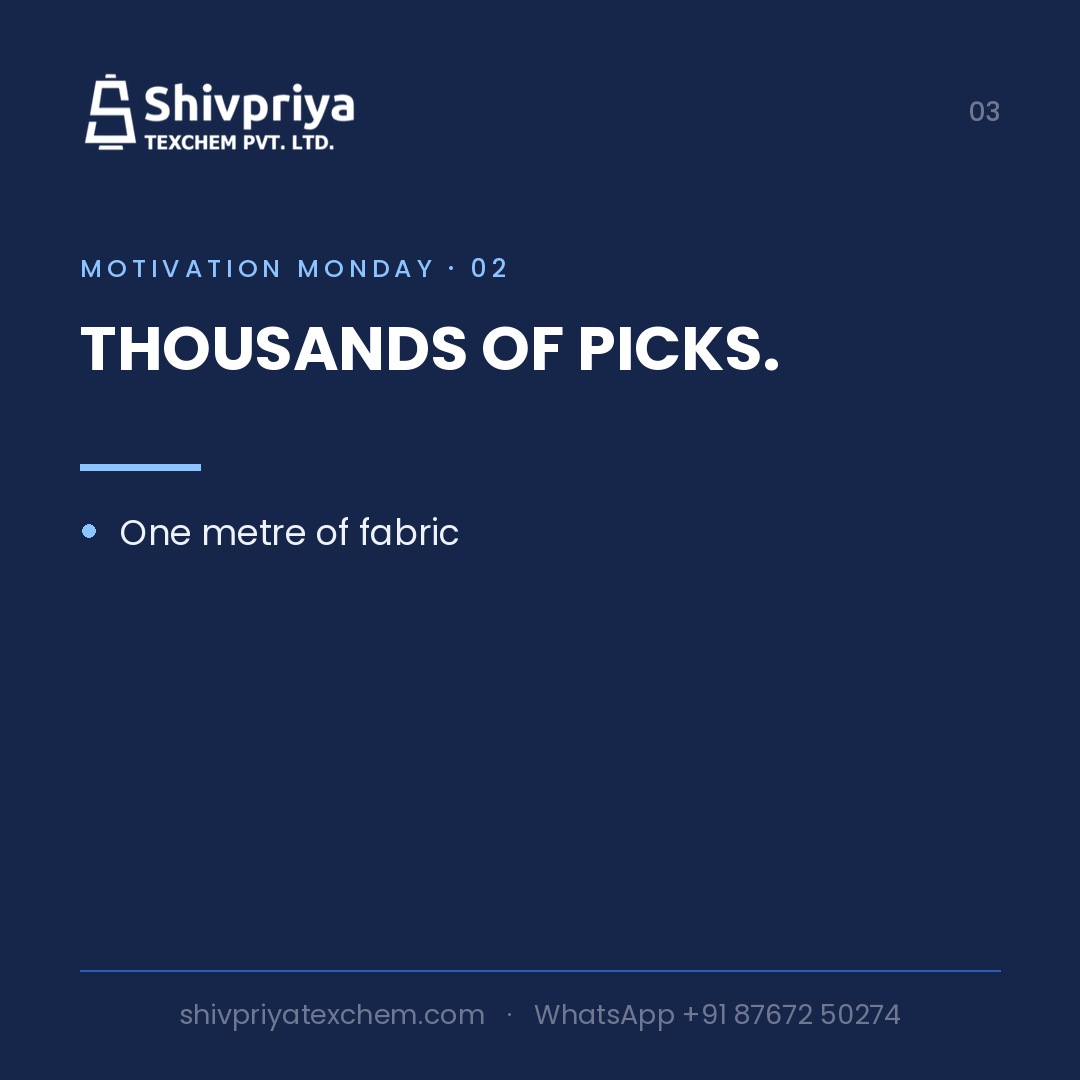 Shivpriya
TEXCHEM PVT. LTD.
03
MOTIVATION MONDAY · 02
THOUSANDS OF PICKS.
• One metre of fabric
shivpriyatexchem.com · WhatsApp +91 87672 50274